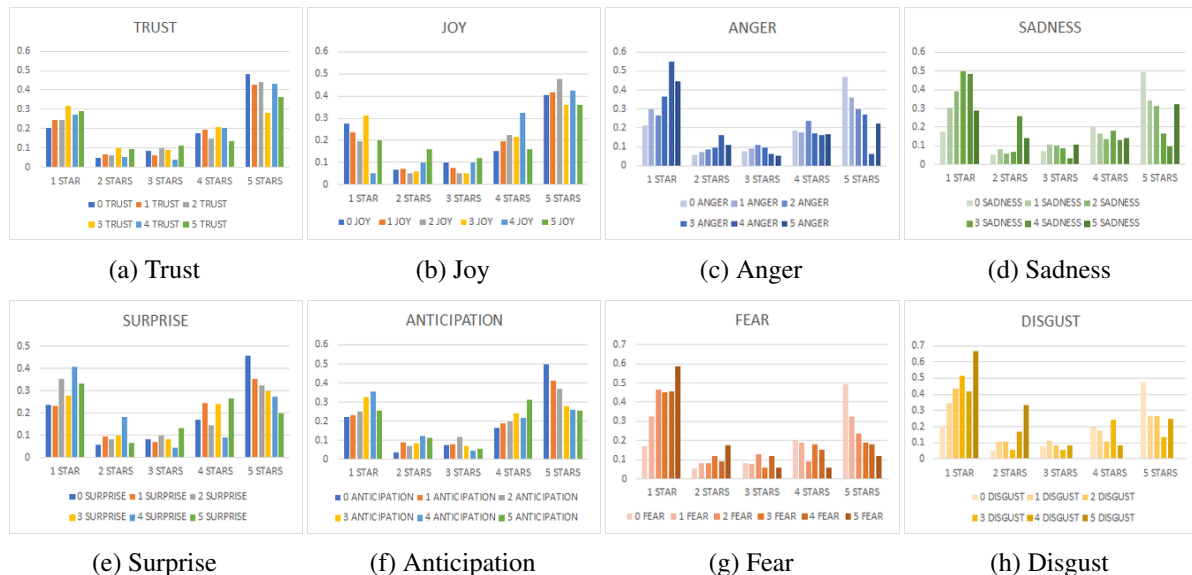 TRUST
0.6
0.5
0.4
0.3
0.2
0.1
0
1 STAR 2 STARS 3 STARS 4 STARS 5 STARS
0 TRUST 1 TRUST 2 TRUST
3 TRUST 4 TRUST 5 TRUST
(a) Trust
JOY
0.6
0.5
0.4
0.3
0.2
0.1
0
1 STAR 2 STARS 3 STARS 4 STARS 5 STARS
0 JOY 1 JOY 2 JOY 3 JOY 4 JOY 5 JOY
(b) Joy
ANGER
0.6
0.5
0.4
0.3
0.2
0.1
0
1 STAR 2 STARS 3 STARS 4 STARS 5 STARS
0 ANGER 1 ANGER 2 ANGER
3 ANGER 4 ANGER 5 ANGER
(c) Anger
SADNESS
0.6
0.5
0.4
0.3
0.2
0.1
0
1 STAR 2 STARS 3 STARS 4 STARS 5 STARS
0 SADNESS 1 SADNESS 2 SADNESS
3 SADNESS 4 SADNESS 5 SADNESS
(d) Sadness
SURPRISE
0.5
0.4
0.3
0.2
0.1
0
1 STAR 2 STARS 3 STARS 4 STARS 5 STARS
0 SURPRISE 1 SURPRISE 2 SURPRISE
3 SURPRISE 4 SURPRISE 5 SURPRISE
(e) Surprise
ANTICIPATION
0.6
0.5
0.4
0.3
0.2
0.1
0
1 STAR 2 STARS 3 STARS 4 STARS 5 STARS
0 ANTICIPATION 1 ANTICIPATION 2 ANTICIPATION
3 ANTICIPATION 4 ANTICIPATION 5 ANTICIPATION
(f) Anticipation
FEAR
0.7
0.6
0.5
0.4
0.3
0.2
0.1
0
1 STAR 2 STARS 3 STARS 4 STARS 5 STARS
0 FEAR 1 FEAR 2 FEAR 3 FEAR 4 FEAR 5 FEAR
(g) Fear
DISGUST
0.7
0.6
0.5
0.4
0.3
0.2
0.1
0
1 STAR 2 STARS 3 STARS 4 STARS 5 STARS
0 DISGUST 1 DISGUST 2 DISGUST
3 DISGUST 4 DISGUST 5 DISGUST
(h) Disgust